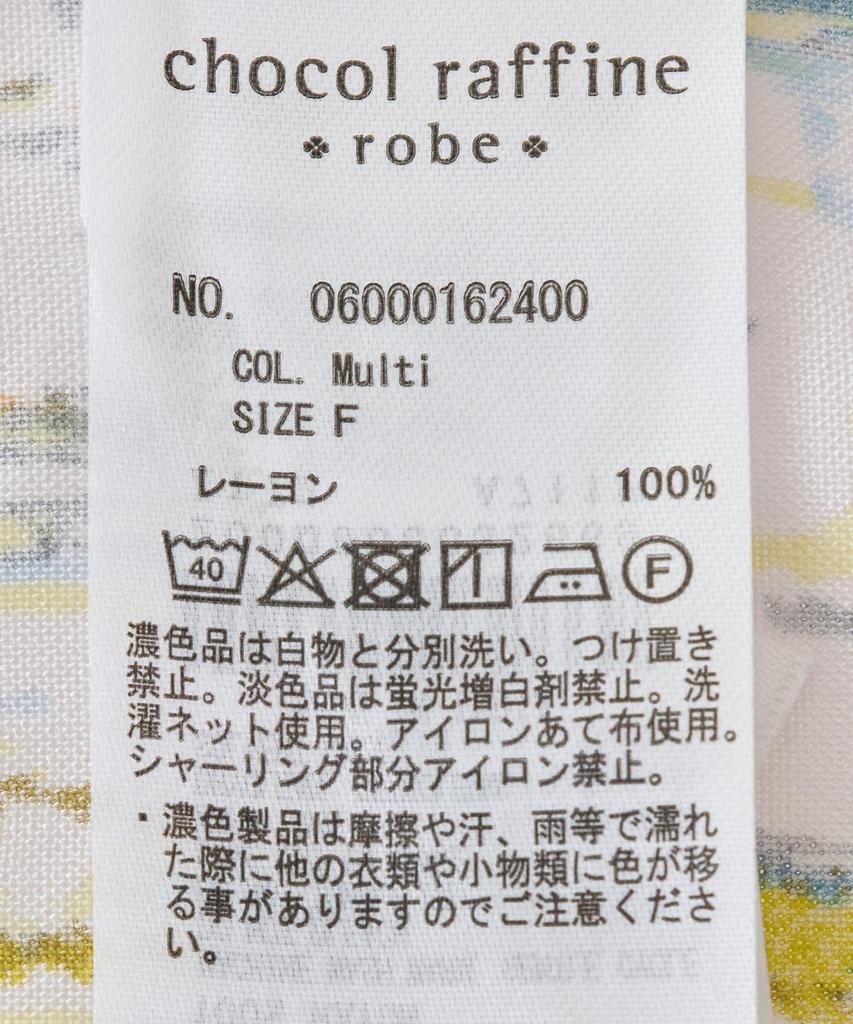 chocol raffine
robe
NO. 06000162400
COL. Multi
SIZE F
レーヨン 100%
40 F
濃色品は白物と分別洗い。つけ置き
禁止。淡色品は蛍光増白剤禁止。洗
濯ネット使用。アイロンあて布使用。
シャーリング部分アイロン禁止。
・濃色製品は摩擦や汗、雨等で濡れ
た際に他の衣類や小物類に色が移
る事がありますのでご注意くださ
い。